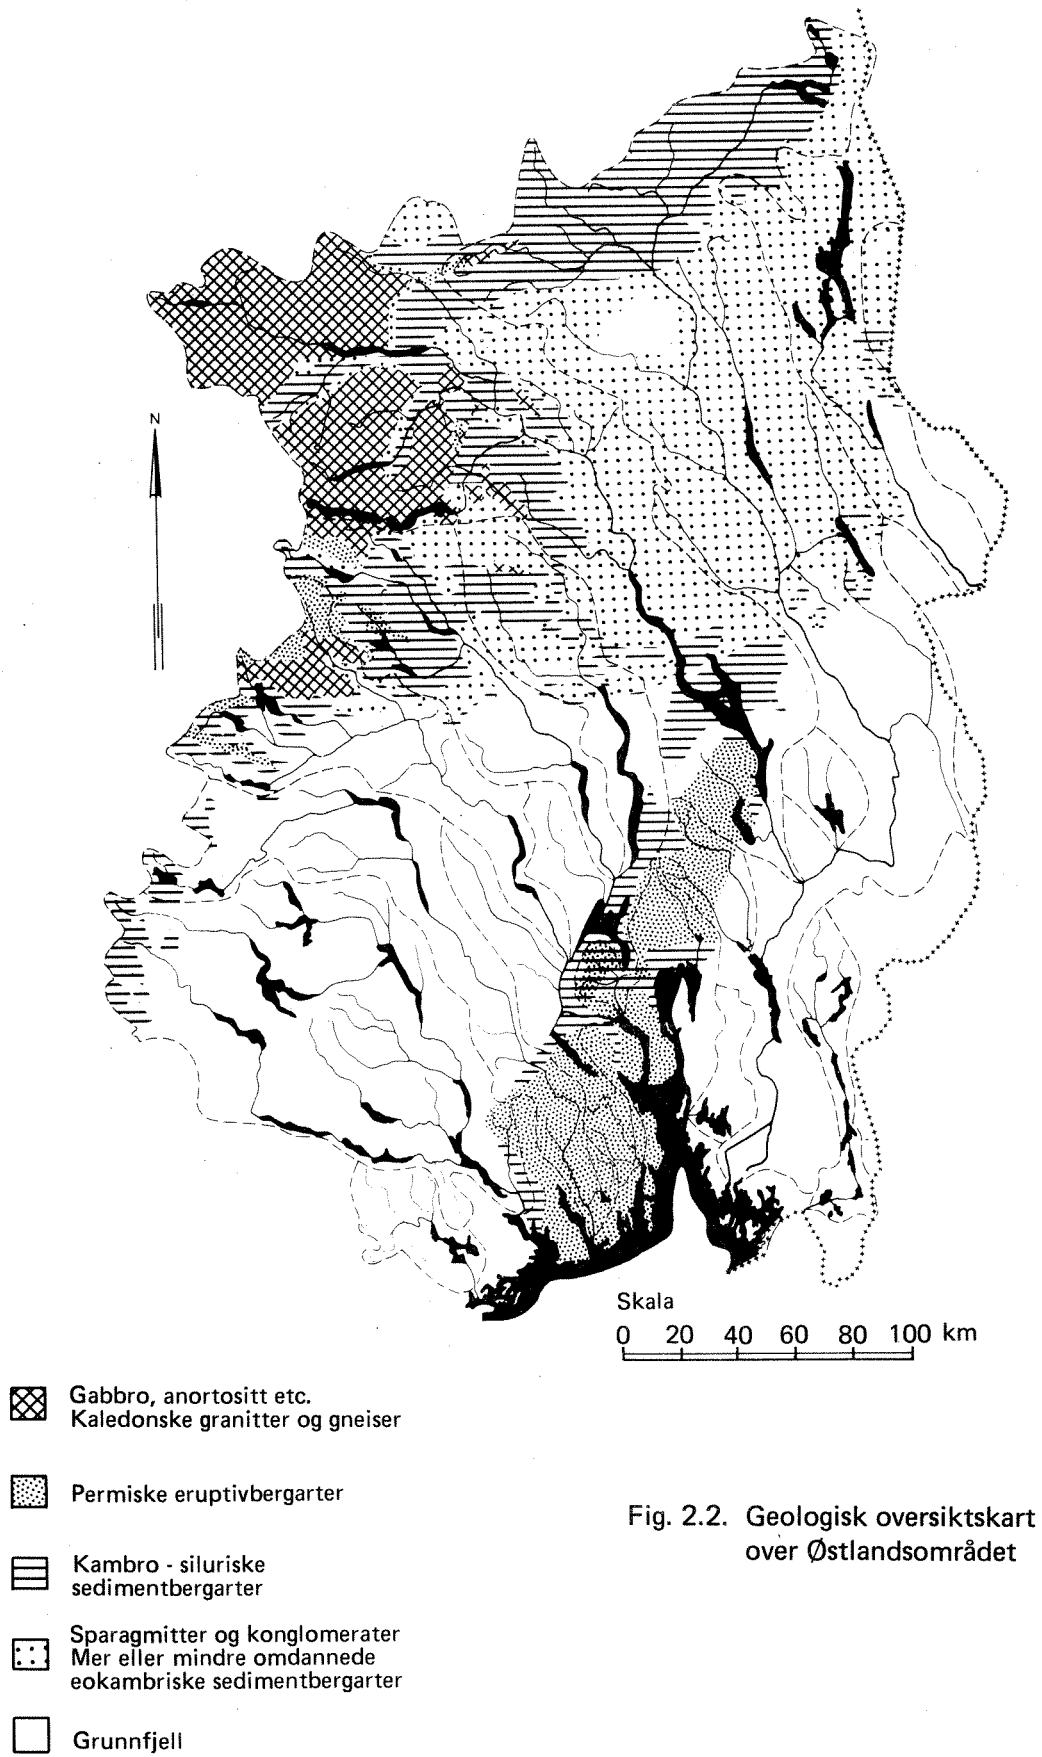 N
Skala
0 20 40 60 80 100 km
Gabbro, anortositt etc.
Kaledonske granitter og gneiser
Permiske eruptivbergarter
Kambro - siluriske
sedimentbergarter
Sparagmitter og konglomerater
Mer eller mindre omdannede
eokambriske sedimentbergarter
Grunnfjell
Fig. 2.2. Geologisk oversiktskart
over Østlandsområdet